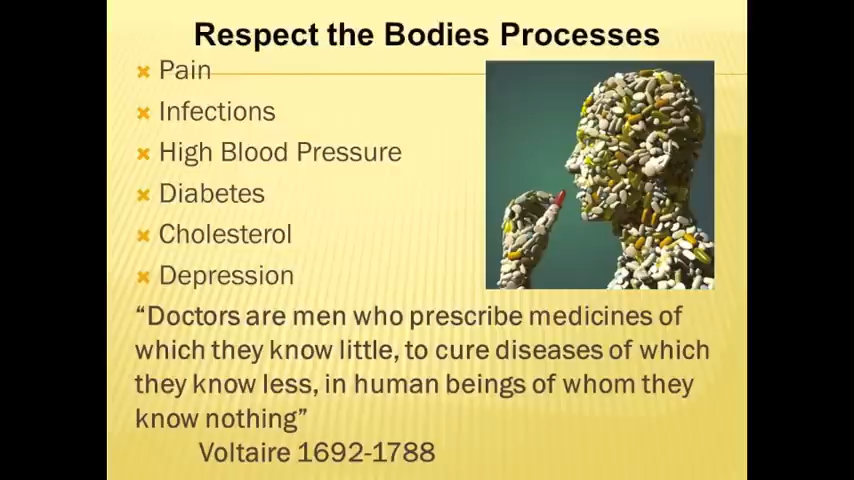 Respect the Bodies Processes
Pain
Infections
High Blood Pressure
Diabetes
Cholesterol
Depression
“Doctors are men who prescribe medicines of
which they know little, to cure diseases of which
they know less, in human beings of whom they
know nothing”
Voltaire 1692-1788